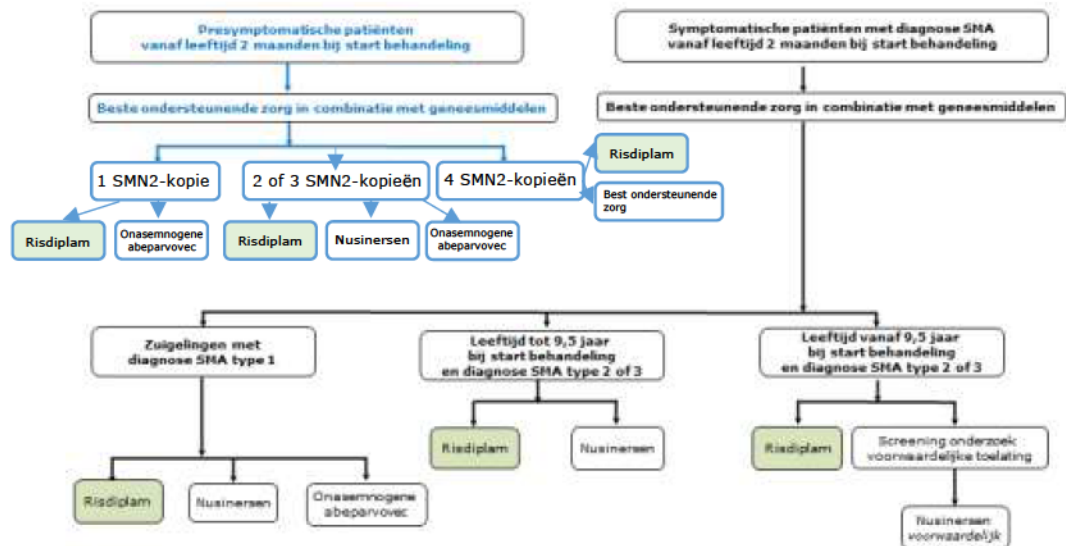 Presymptomatische patiënten
vanaf leeftijd 2 maanden bij start behandeling
Symptomatische patiënten met diagnose SMA
vanaf leeftijd 2 maanden bij start behandeling
Beste ondersteunende zorg in combinatie met geneesmiddelen
Beste ondersteunende zorg in combinatie met geneesmiddelen
1 SMN2-kopie
2 of 3 SMN2-kopieën
4 SMN2-kopieën
Risdiplam
Best ondersteunende
zorg
Risdiplam
Onasemnogene
abeparvovec
Risdiplam
Nusinersen
Onasemnogene
abeparvovec
Zuigelingen met
diagnose SMA type 1
Leeftijd tot 9,5 jaar
bij start behandeling
en diagnose SMA type 2 of 3
Leeftijd vanaf 9,5 jaar
bij start behandeling
en diagnose SMA type 2 of 3
Risdiplam
Nusinersen
Onasemnogene
abeparvovec
Risdiplam
Nusinersen
Risdiplam
Screening onderzoek
voorwaardelijke toelating
Nusinersen
voorwaardelijk